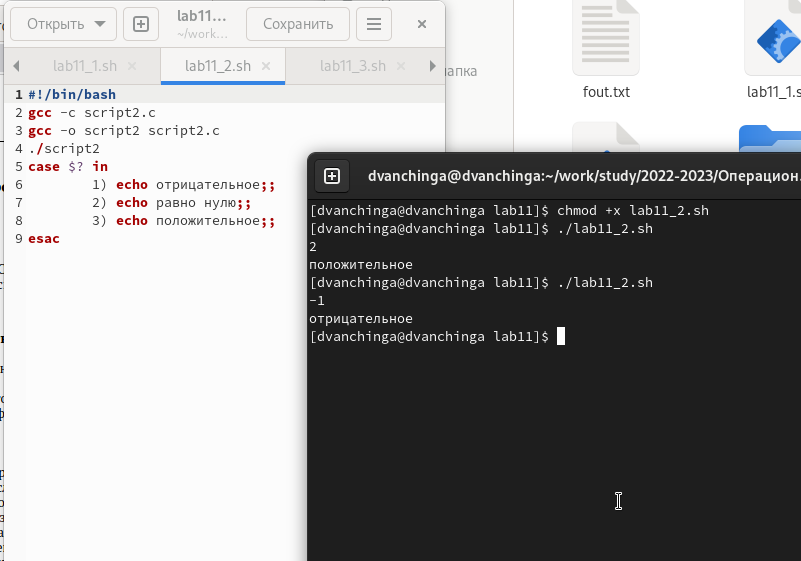 Открыть
lab11…
~/work…
Сохранить
lab11_1.sh
lab11_2.sh
lab11_3.sh
1 #!/bin/bash
2 gcc -c script2.c
3 gcc -o script2 script2.c
4 ./script2
5 case $? in
6 1) echo отрицательное;;
7 2) echo равно нулю;;
8 3) echo положительное;;
9 esac
апка
fout.txt
lab11_1.s
dvanchinga@dvanchinga:~/work/study/2022-2023/Операцион
[dvanchinga@dvanchinga lab11]$ chmod +x lab11_2.sh
[dvanchinga@dvanchinga lab11]$ ./lab11_2.sh
2
положительное
[dvanchinga@dvanchinga lab11]$ ./lab11_2.sh
-1
отрицательное
[dvanchinga@dvanchinga lab11]$